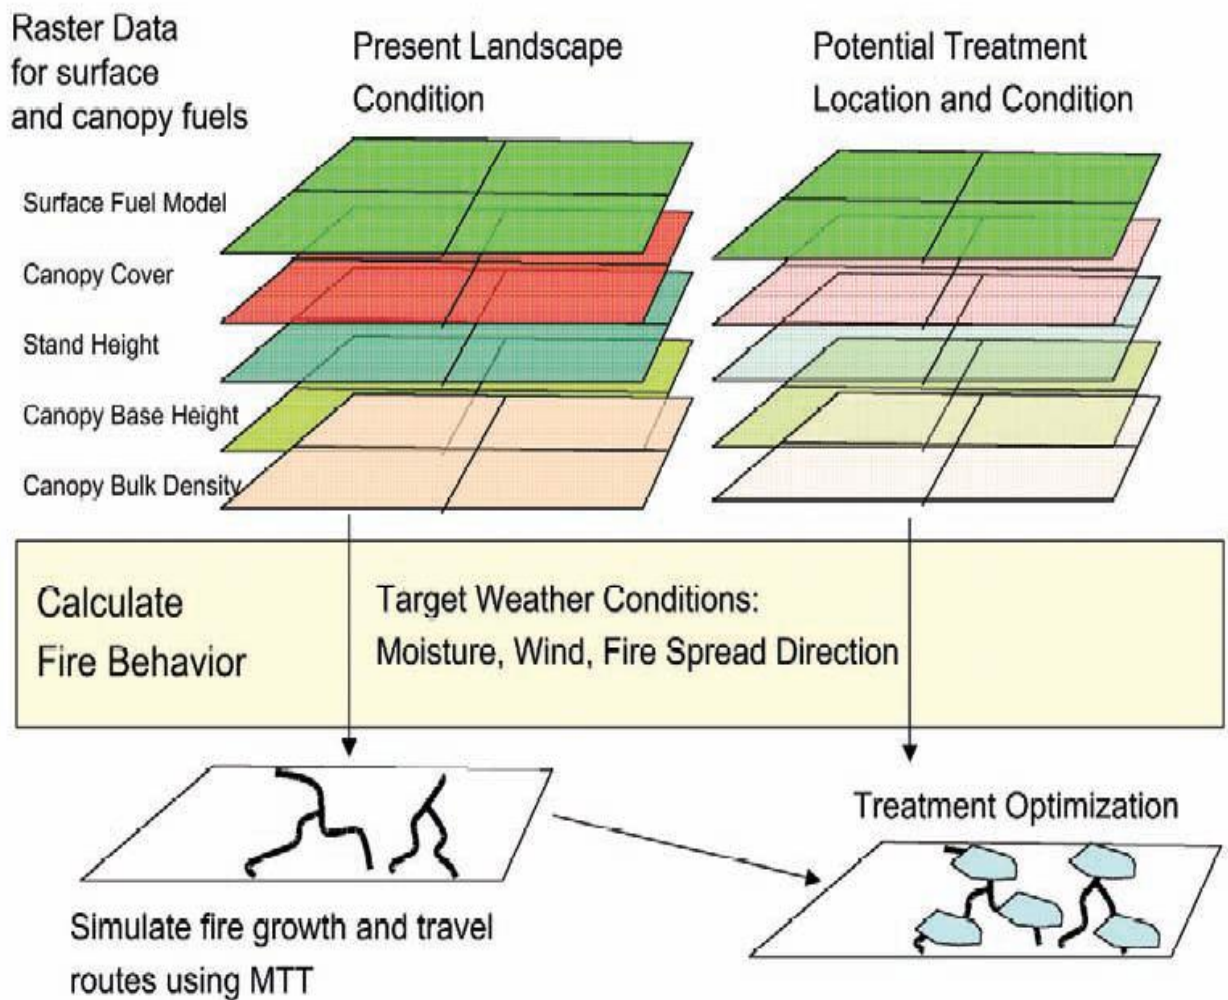 Raster Data
for surface
and canopy fuels
Present Landscape
Condition
Potential Treatment
Location and Condition
Surface Fuel Model
Canopy Cover
Stand Height
Canopy Base Height
Canopy Bulk Density
Calculate
Fire Behavior
Target Weather Conditions:
Moisture, Wind, Fire Spread Direction
Treatment Optimization
Simulate fire growth and travel
routes using MTT